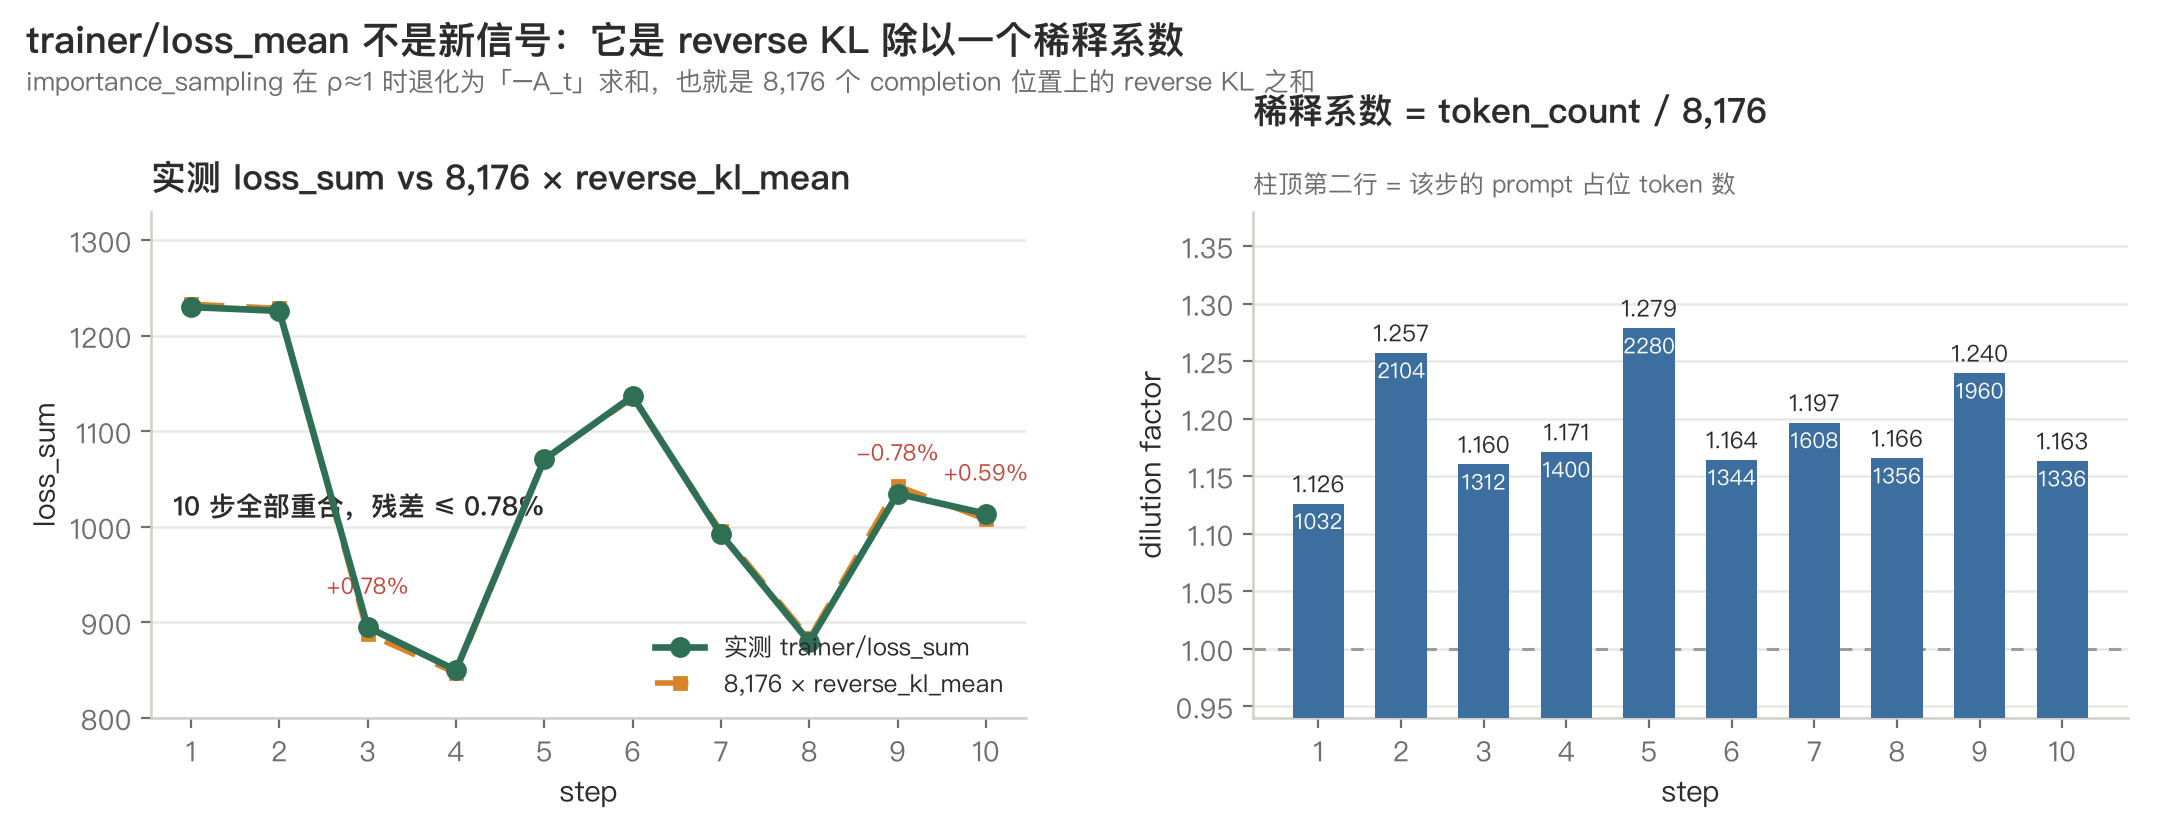 trainer/loss_mean 不是新信号：它是 reverse KL 除以一个稀释系数
importance_sampling 在 ρ≈1 时退化为「−A_t」求和，也就是 8,176 个 completion 位置上的 reverse KL 之和
实测 loss_sum vs 8,176 × reverse_kl_mean
loss_sum
1300
1200
1100
1000
900
800
10 步全部重合，残差 ≤ 0.78%
+0.78%
−0.78%
+0.59%
实测 trainer/loss_sum
8,176 × reverse_kl_mean
1 2 3 4 5 6 7 8 9 10
step
稀释系数 = token_count / 8,176
柱顶第二行 = 该步的 prompt 占位 token 数
dilution factor
1.35
1.30
1.25
1.20
1.15
1.10
1.05
1.00
0.95
1.126
1032
1.257
2104
1.160
1312
1.171
1400
1.279
2280
1.164
1344
1.197
1608
1.166
1356
1.240
1960
1.163
1336
1 2 3 4 5 6 7 8 9 10
step